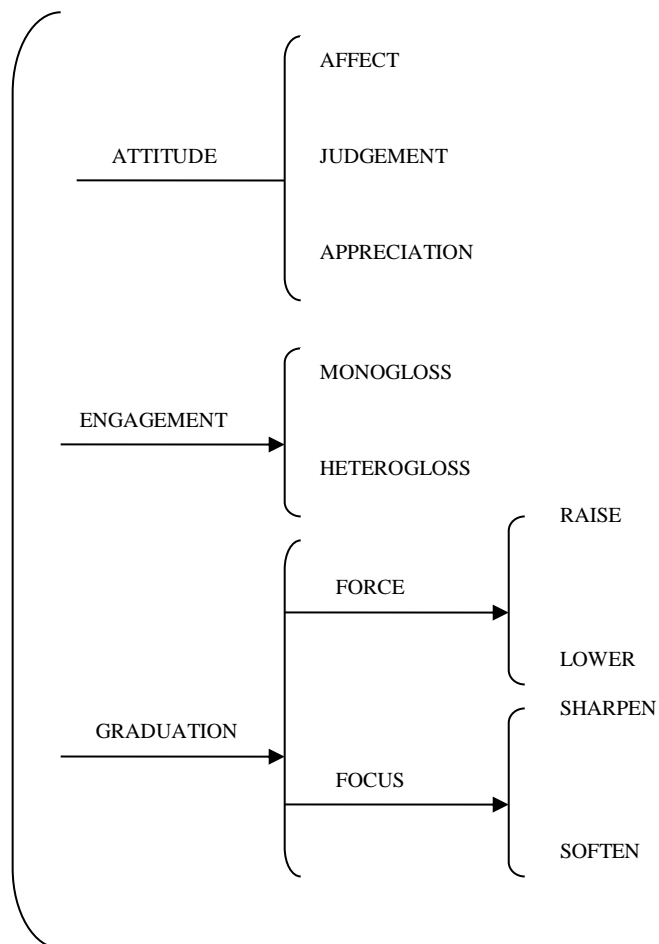 AFFECT
ATTITUDE
JUDGEMENT
APPRECIATION
MONOGLOSS
ENGAGEMENT
HETEROGLOSS
RAISE
FORCE
LOWER
SHARPEN
GRADUATION
FOCUS
SOFTEN